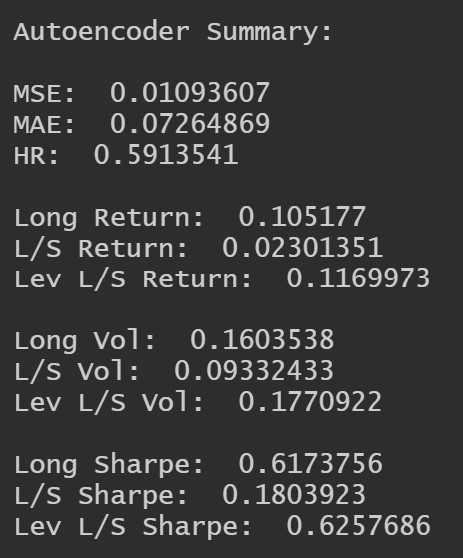 Autoencoder Summary:
MSE:  0.01093607
MAE:  0.07264869
HR:  0.5913541
Long Return:  0.105177
L/S Return:  0.02301351
Lev L/S Return:  0.1169973
Long Vol:  0.1603538
L/S Vol:  0.09332433
Lev L/S Vol:  0.1770922
Long Sharpe:  0.6173756
L/S Sharpe:  0.1803923
Lev L/S Sharpe:  0.6257686